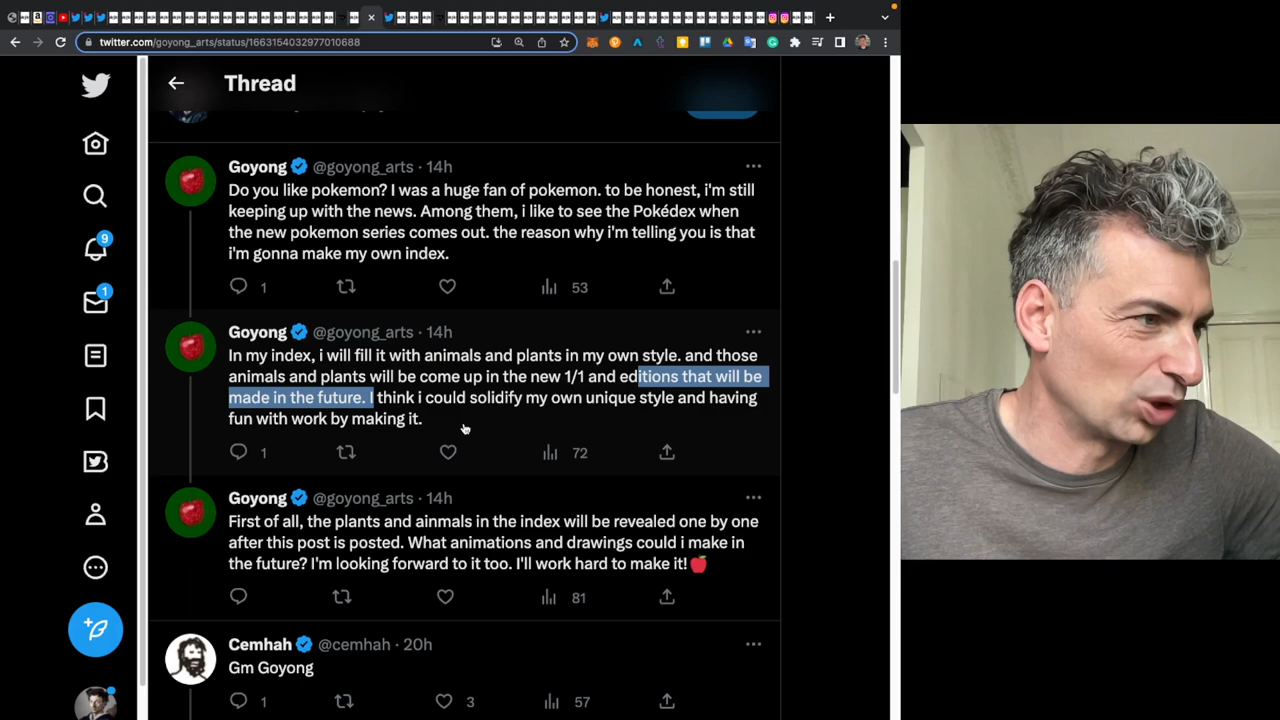 twitter.com/goyong_arts/status/1663154032977010688
Thread
Goyong @goyong_arts · 14h
Do you like pokemon? I was a huge fan of pokemon. to be honest, i'm still
keeping up with the news. Among them, i like to see the Pokédex when
the new pokemon series comes out. the reason why i'm telling you is that
i'm gonna make my own index.
1 53
9
Goyong @goyong_arts · 14h
1
In my index, i will fill it with animals and plants in my own style. and those
animals and plants will be come up in the new 1/1 and editions that will be
made in the future. I think i could solidify my own unique style and having
fun with work by making it.
1 72
Goyong @goyong_arts · 14h
First of all, the plants and ainmals in the index will be revealed one by one
after this post is posted. What animations and drawings could i make in
the future? I'm looking forward to it too. I'll work hard to make it!
81
Cemhah @cemhah · 20h
Gm Goyong
1 3 57